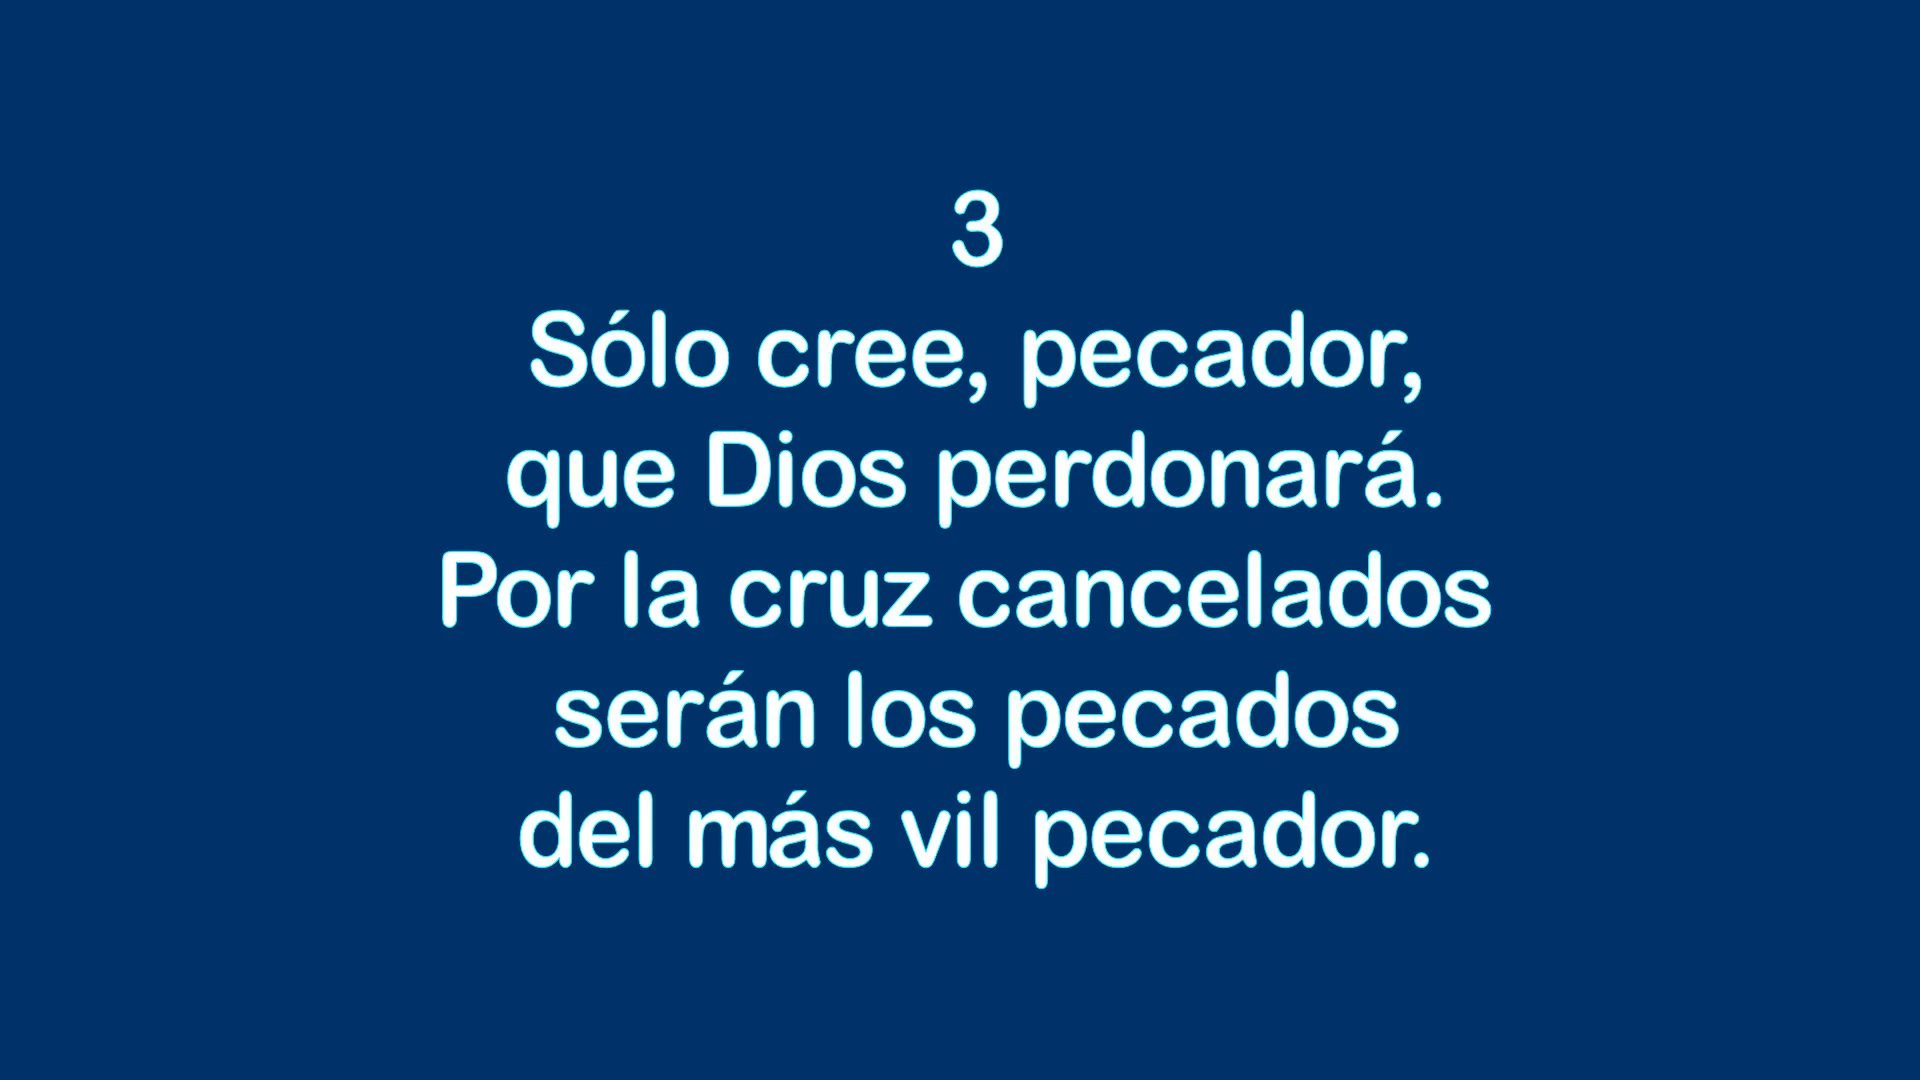 3
Sólo cree, pecador,
que Dios perdonará.
Por la cruz cancelados
serán los pecados
del más vil pecador.